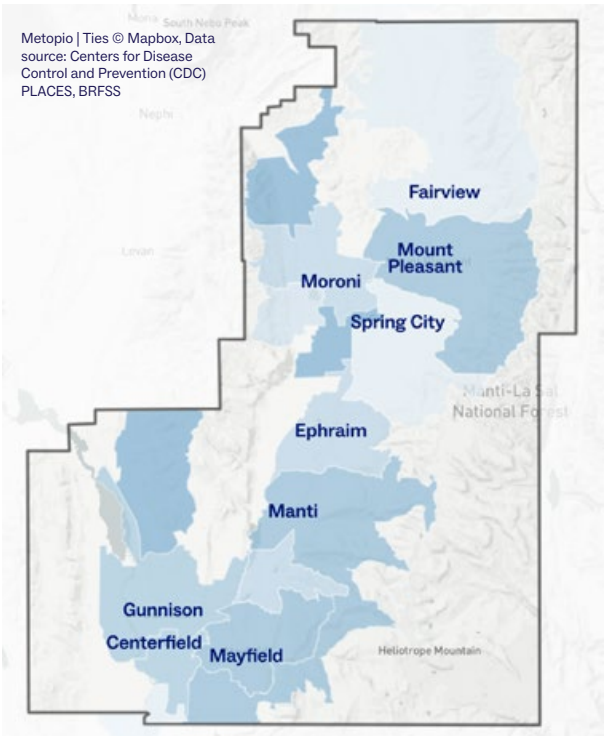 Mona
South Nebo Peak
Metopio | Ties © Mapbox, Data
source: Centers for Disease
Control and Prevention (CDC)
PLACES, BRFSS
Nephi
Fairview
Levan
Mount
Pleasant
Moroni
Spring City
Manti-La Sal
National Forest
Ephraim
Manti
Gunnison
Centerfield
Mayfield
Heliotrope Mountain